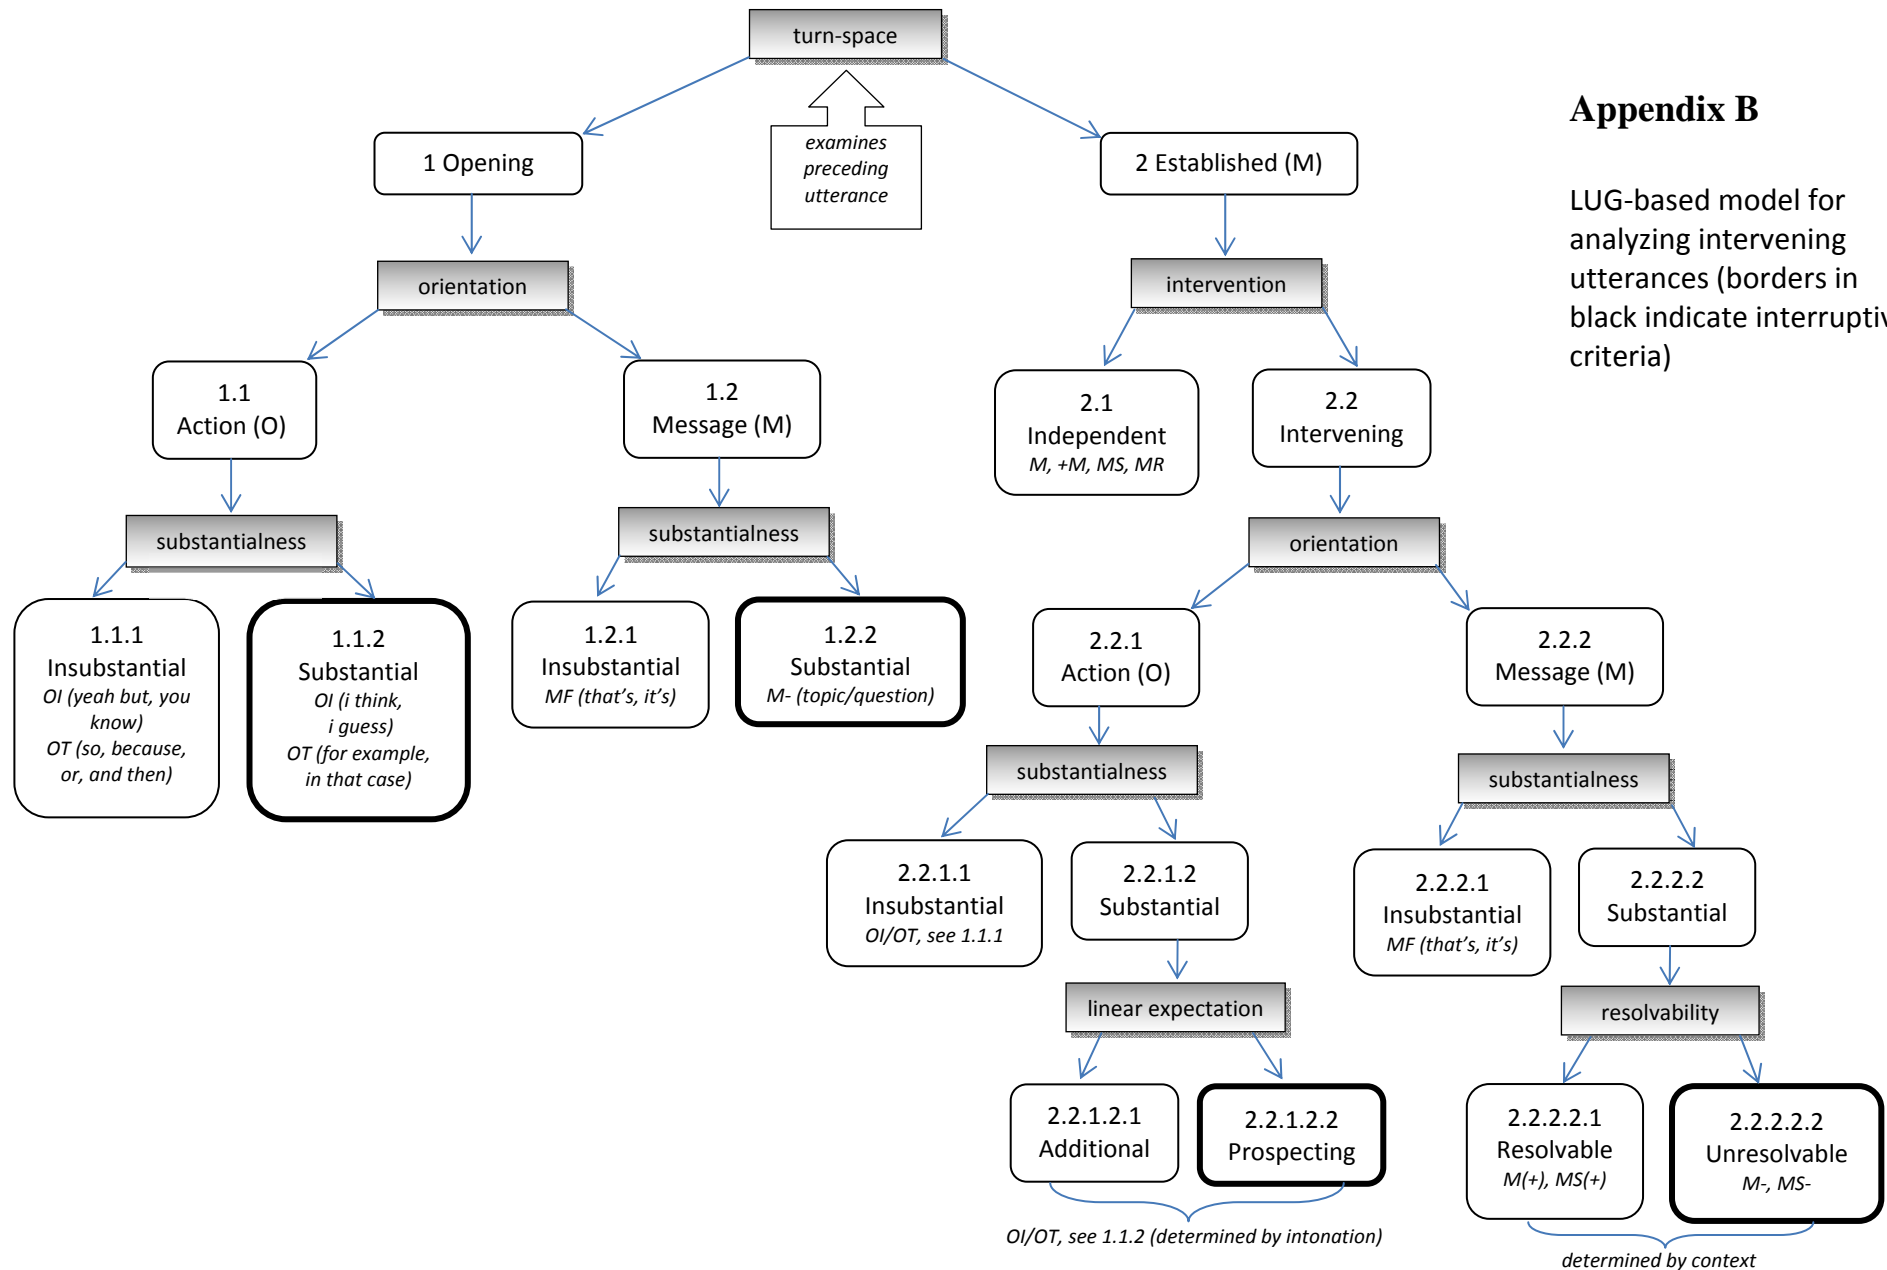 turn-space
Appendix B
examines
preceding
utterance
1 Opening
2 Established (M)
LUG-based model for
analyzing intervening
utterances (borders in
black indicate interruptiv
criteria)
orientation
intervention
1.1
Action (O)
1.2
Message (M)
2.1
Independent
M, +M, MS, MR
2.2
Intervening
substantialness
substantialness
orientation
1.1.1
Insubstantial
OI (yeah but, you
know)
OT (so, because,
or, and then)
1.1.2
Substantial
OI (i think,
i guess)
OT (for example,
in that case)
1.2.1
Insubstantial
MF (that's, it's)
1.2.2
Substantial
M- (topic/question)
2.2.1
Action (O)
2.2.2
Message (M)
substantialness
substantialness
2.2.1.1
Insubstantial
OI/OT, see 1.1.1
2.2.1.2
Substantial
2.2.2.1
Insubstantial
MF (that's, it's)
2.2.2.2
Substantial
linear expectation
resolvability
2.2.1.2.1
Additional
2.2.1.2.2
Prospecting
2.2.2.2.1
Resolvable
M(+), MS(+)
2.2.2.2.2
Unresolvable
M-, MS-
OI/OT, see 1.1.2 (determined by intonation)
determined by context